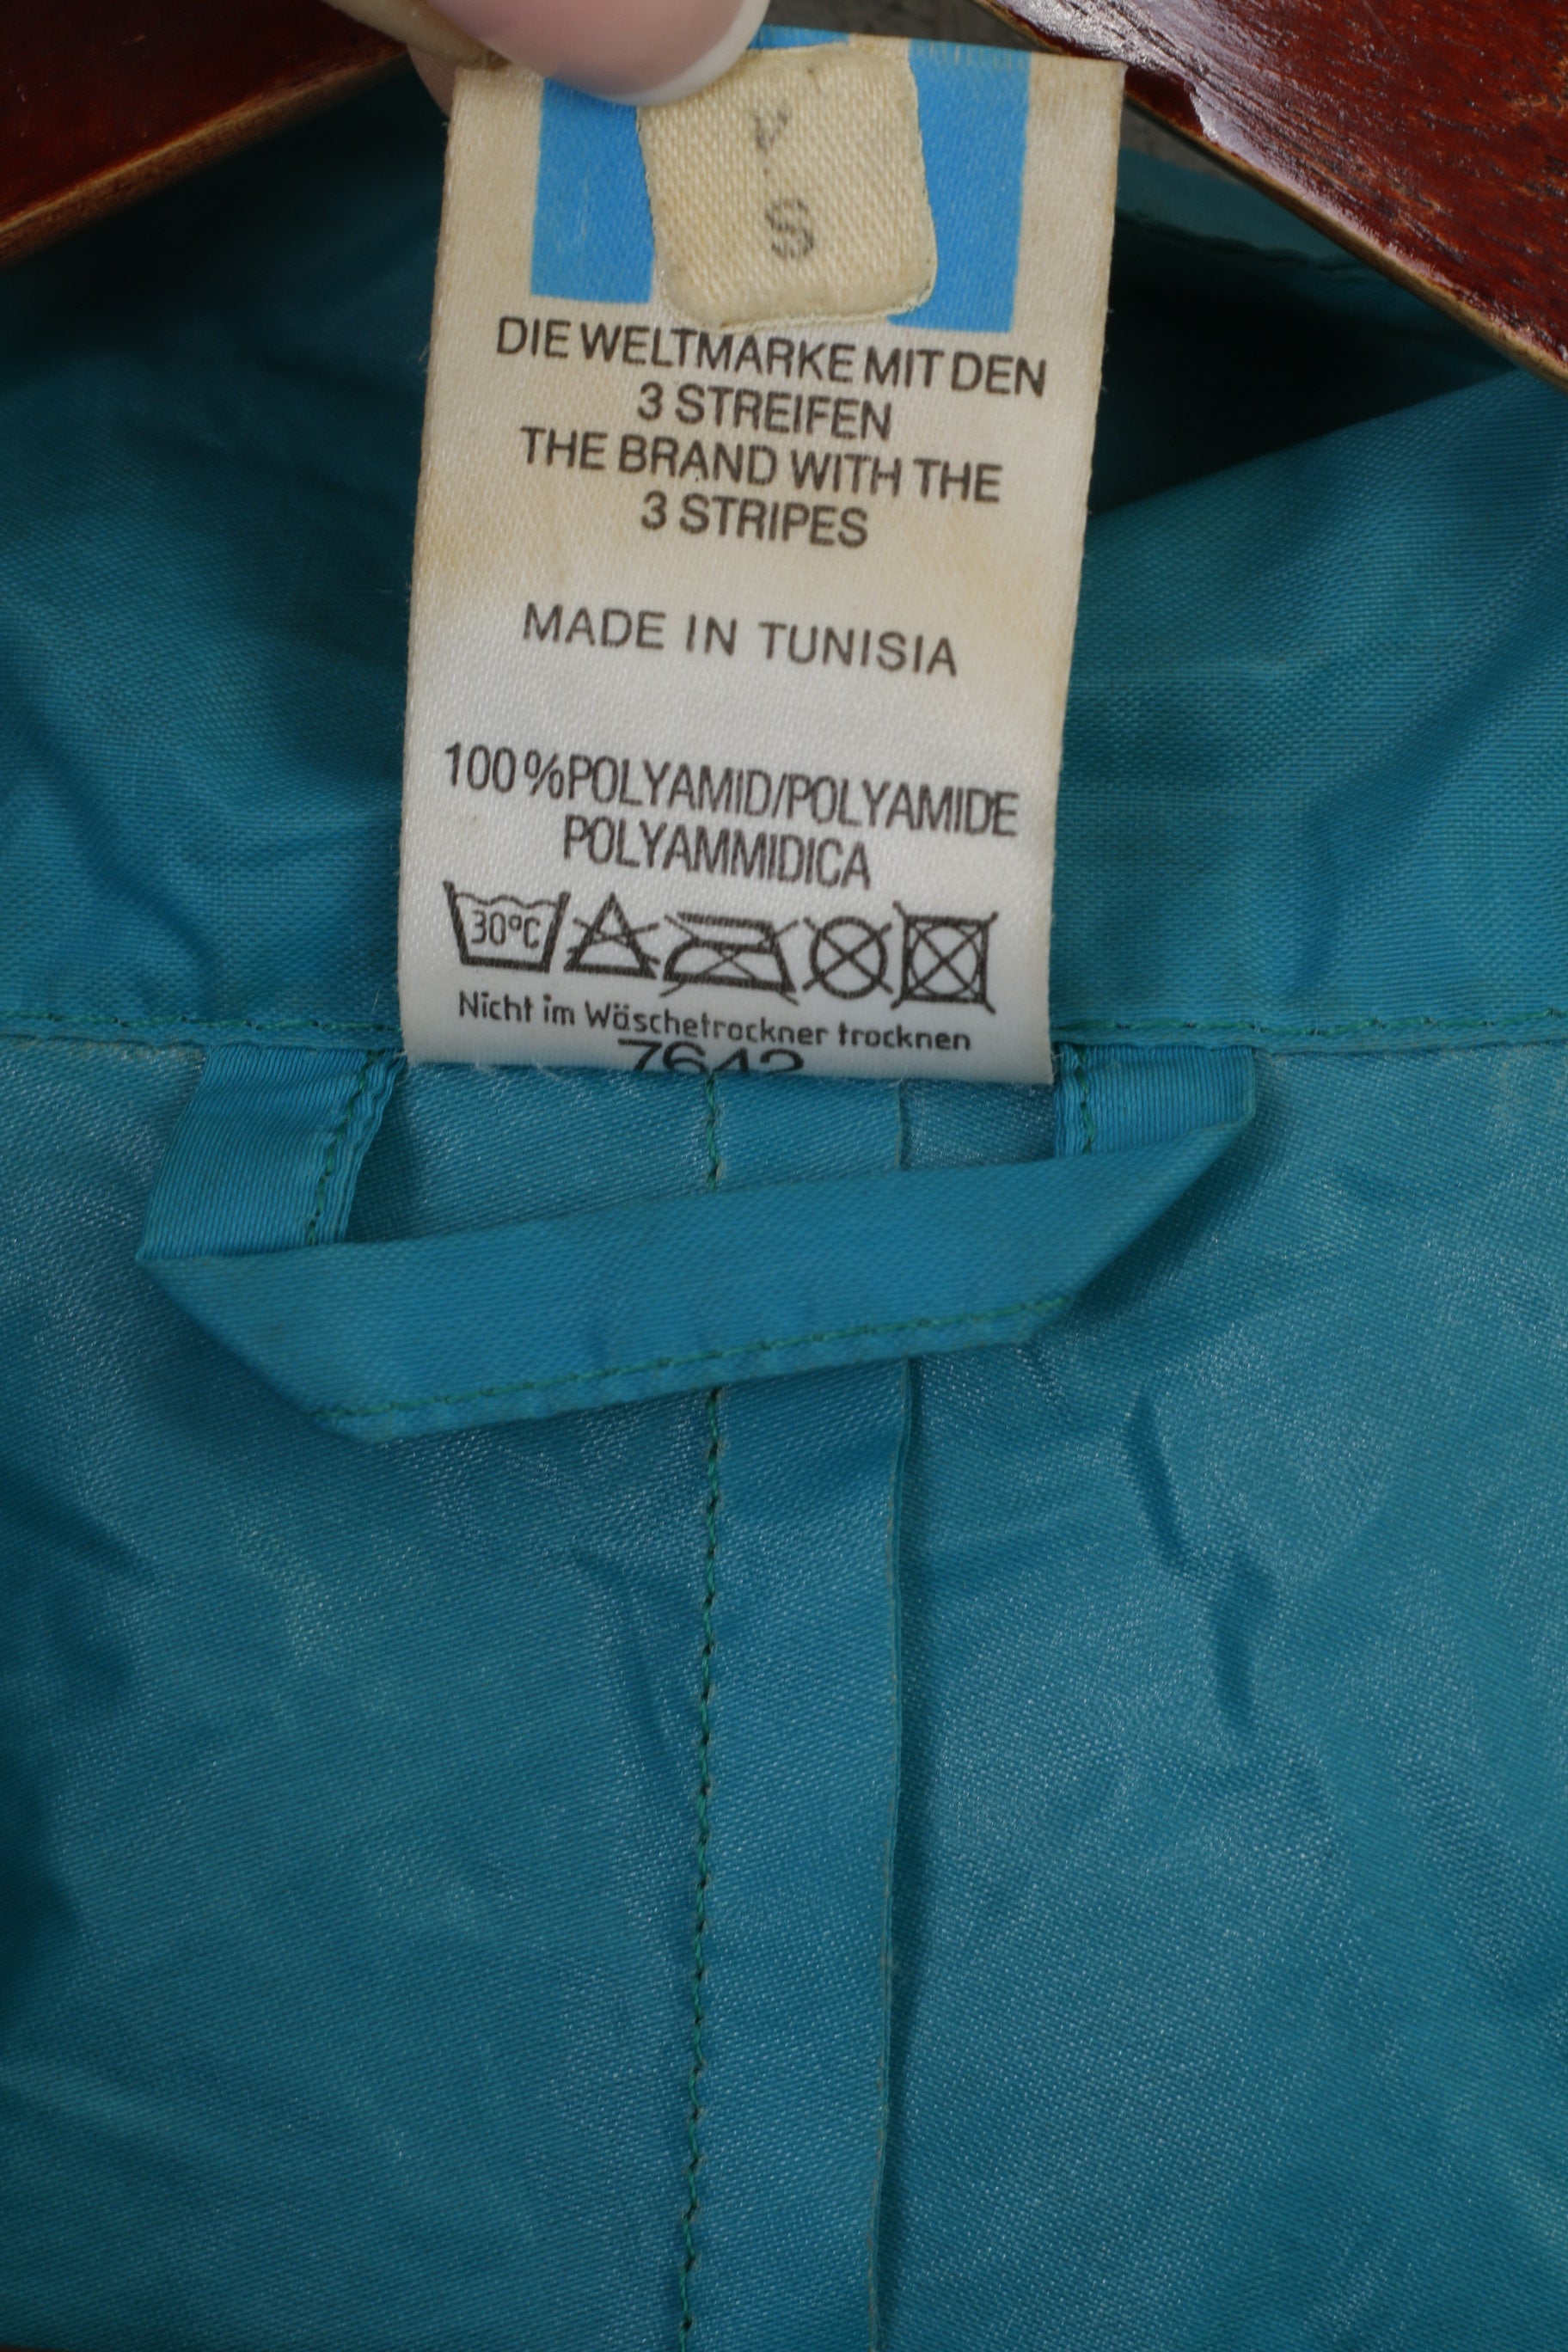 S
DIE WELTMARKE MIT DEN
3 STREIFEN
THE BRAND WITH THE
3 STRIPES
MADE IN TUNISIA
100%POLYAMID/POLYAMIDE
POLYAMMIDICA
30°C
Nicht im Wäschetrockner trocknen
7642